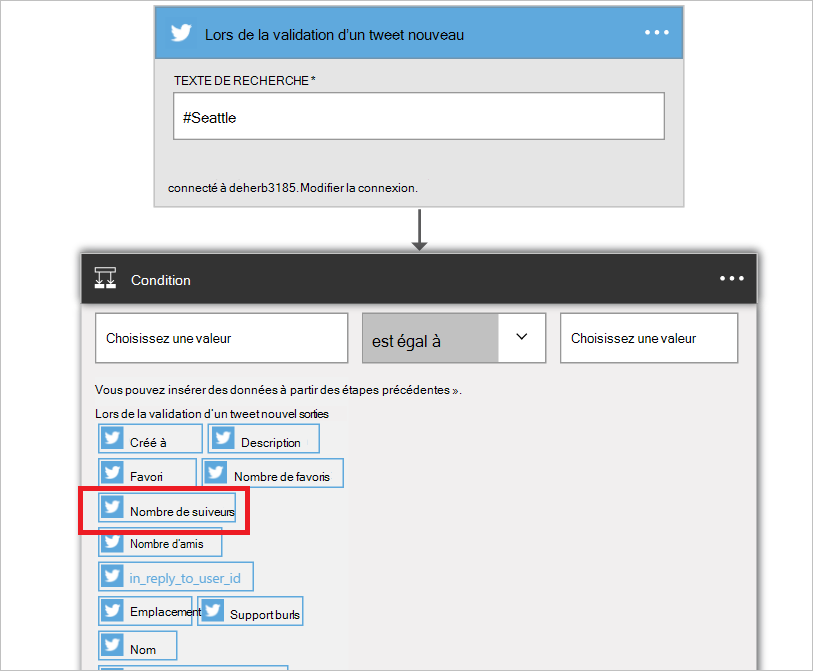 Lors de la validation d'un tweet nouveau
TEXTE DE RECHERCHE *
#Seattle
connecté à deherb3185. Modifier la connexion.
Condition
Choisissez une valeur
est égal à
Choisissez une valeur
Vous pouvez insérer des données à partir des étapes précédentes ».
Lors de la validation d'un tweet nouvel sorties
Créé à Description
Favori Nombre de favoris
Nombre de suiveurs
Nombre d'amis
in_reply_to_user_id
Emplacement Support burls
Nom